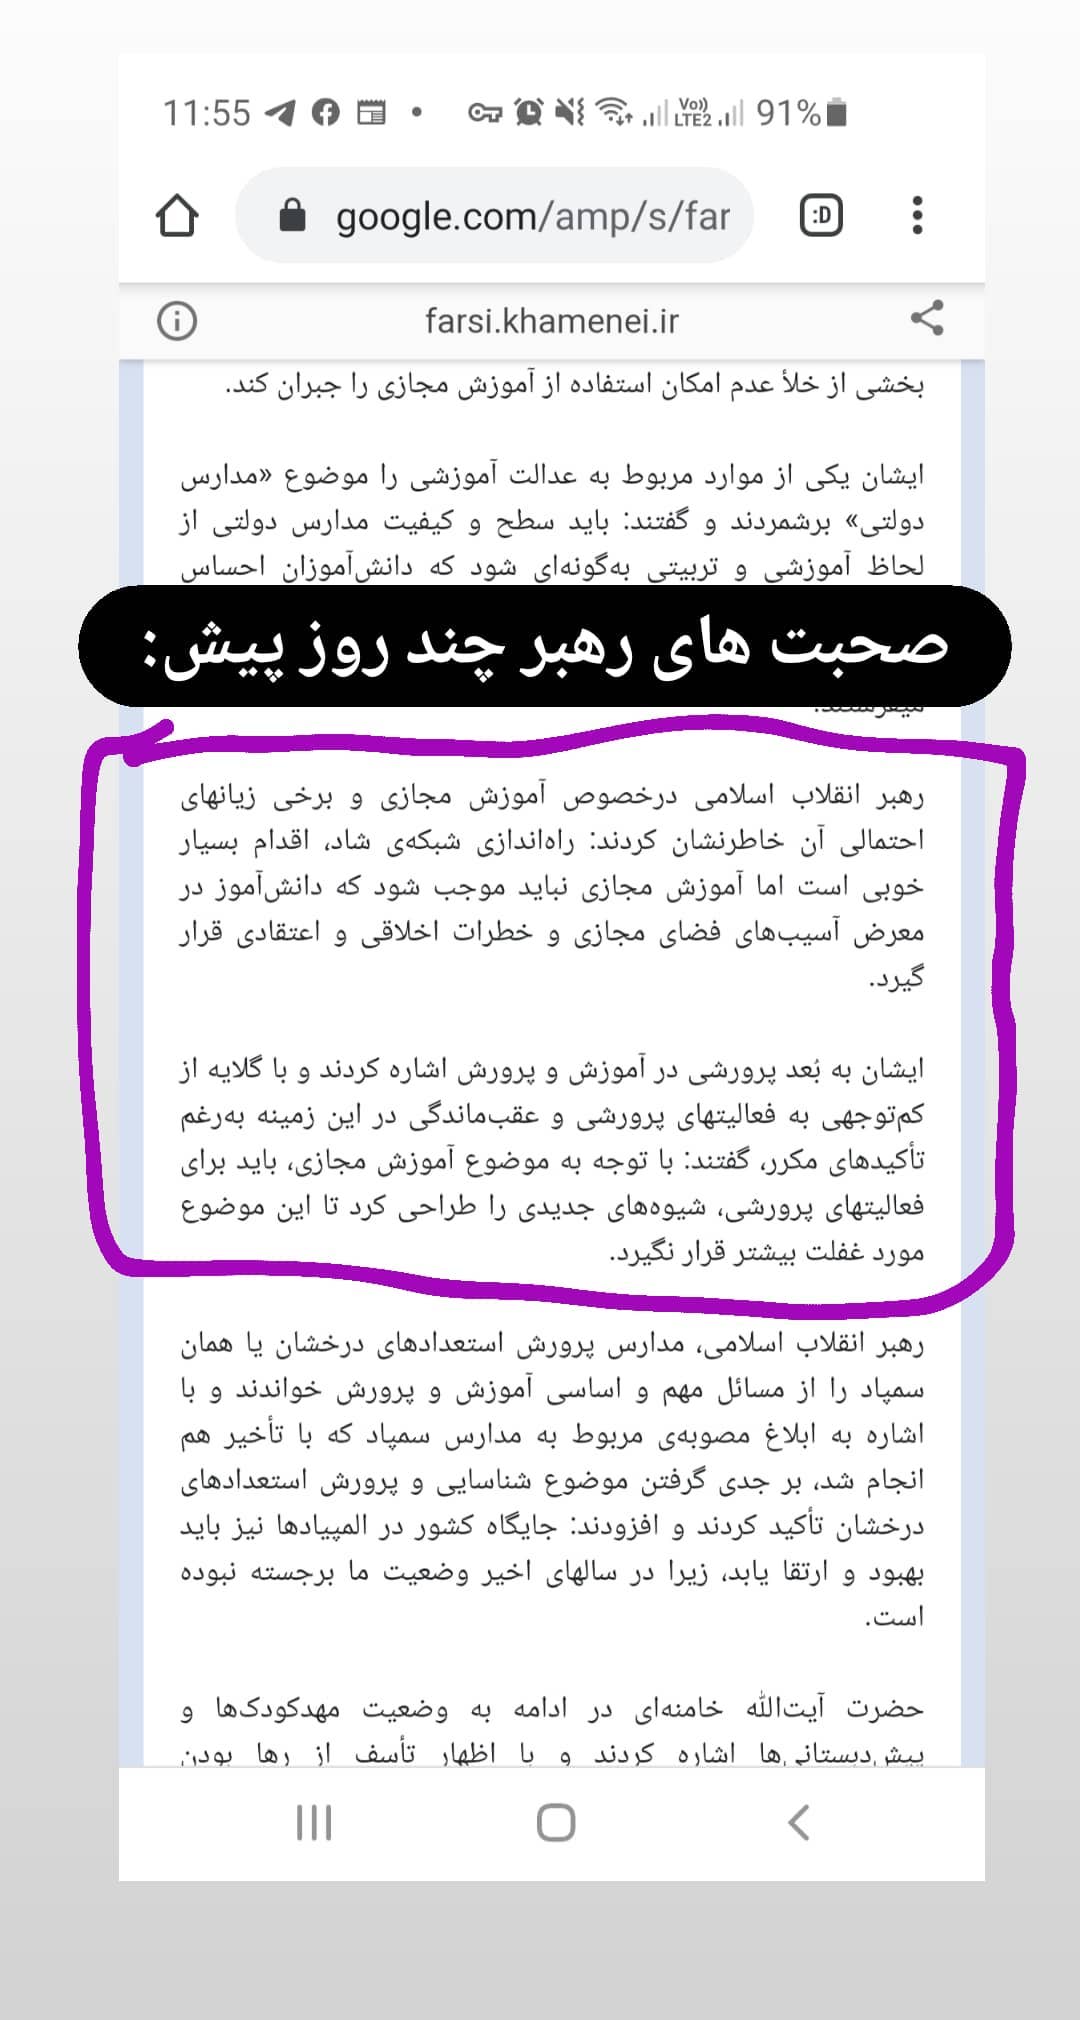 11:55
Vo))
LTE2
91%
google.com/amp/s/far
:D
farsi.khamenei.ir
بخشی از خلأ عدم امکان استفاده از آموزش مجازی را جبران کند.
ایشان یکی از موارد مربوط به عدالت آموزشی را موضوع «مدارس
دولتی» برشمردند و گفتند: باید سطح و کیفیت مدارس دولتی از
لحاظ آموزشی و تربیتی به‌گونه‌ای شود که دانش‌آموزان احساس
صحبت های رهبر چند روز پیش:
رهبر انقلاب اسلامی درخصوص آموزش مجازی و برخی زیانهای
احتمالی آن خاطرنشان کردند: راه‌اندازی شبکه‌ی شاد، اقدام بسیار
خوبی است اما آموزش مجازی نباید موجب شود که دانش‌آموز در
معرض آسیب‌های فضای مجازی و خطرات اخلاقی و اعتقادی قرار
گیرد.
ایشان به بُعد پرورشی در آموزش و پرورش اشاره کردند و با گلایه از
کم‌توجهی به فعالیتهای پرورشی و عقب‌ماندگی در این زمینه به‌رغم
تأکیدهای مکرر، گفتند: با توجه به موضوع آموزش مجازی، باید برای
فعالیتهای پرورشی، شیوه‌های جدیدی را طراحی کرد تا این موضوع
مورد غفلت بیشتر قرار نگیرد.
رهبر انقلاب اسلامی، مدارس پرورش استعدادهای درخشان یا همان
سمپاد را از مسائل مهم و اساسی آموزش و پرورش خواندند و با
اشاره به ابلاغ مصوبه‌ی مربوط به مدارس سمپاد که با تأخیر هم
انجام شد، بر جدی گرفتن موضوع شناسایی و پرورش استعدادهای
درخشان تأکید کردند و افزودند: جایگاه کشور در المپیادها نیز باید
بهبود و ارتقا یابد، زیرا در سالهای اخیر وضعیت ما برجسته نبوده
است.
حضرت آیت‌الله خامنه‌ای در ادامه به وضعیت مهدکودک‌ها و
پیش‌دبستانی‌ها اشاره کردند و با اظهار تأسف از رها بودن